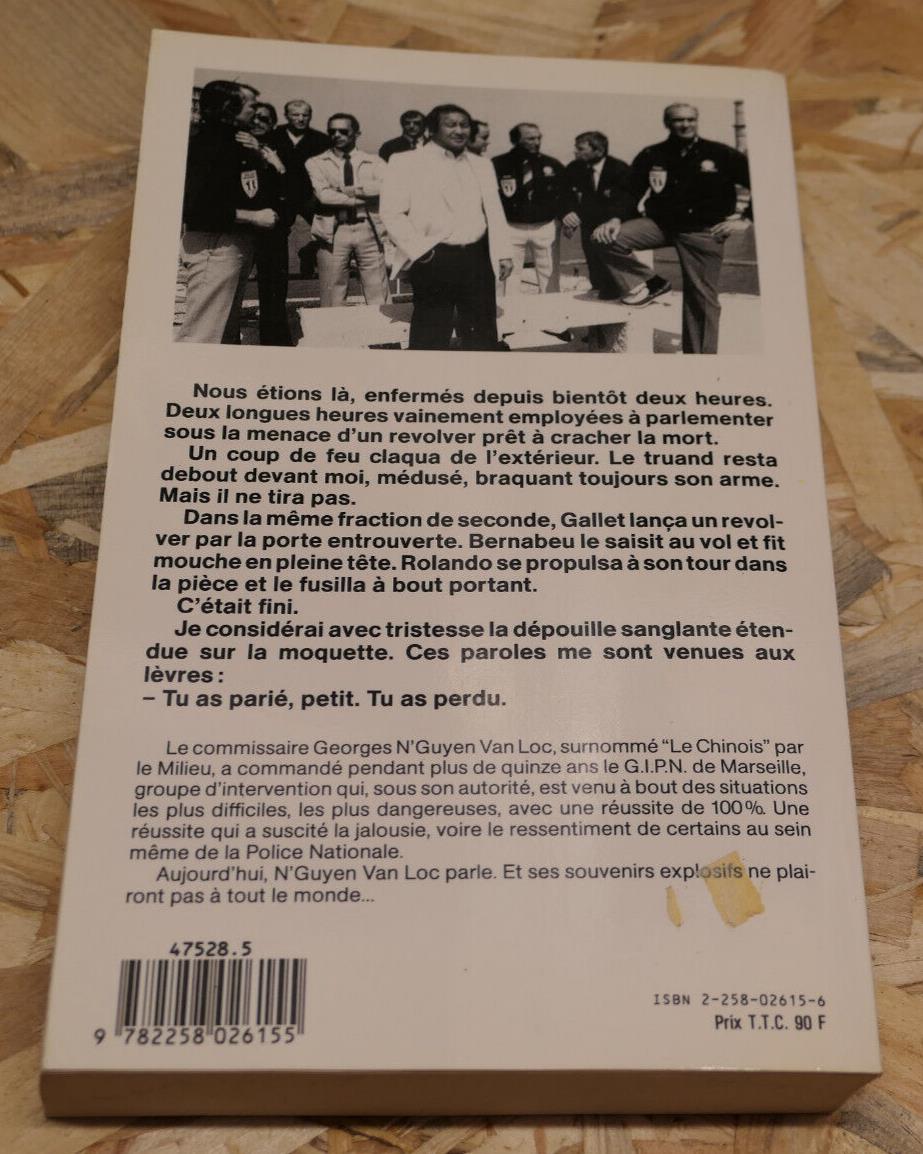 Nous étions là, enfermés depuis bientôt deux heures.
Deux longues heures vainement employées à parlementer
sous la menace d'un revolver prêt à cracher la mort.
Un coup de feu claqua de l'extérieur. Le truand resta
debout devant moi, médusé, braquant toujours son arme.
Mais il ne tira pas.
Dans la même fraction de seconde, Gallet lança un revol-
ver par la porte entrouverte. Bernabeu le saisit au vol et fit
mouche en pleine tête. Rolando se propulsa à son tour dans
la pièce et le fusilla à bout portant.
C'était fini.
Je considérai avec tristesse la dépouille sanglante éten-
due sur la moquette. Ces paroles me sont venues aux
lèvres :
– Tu as parié, petit. Tu as perdu.
Le commissaire Georges N'Guyen Van Loc, surnommé “Le Chinois” par
le Milieu, a commandé pendant plus de quinze ans le G.I.P.N. de Marseille,
groupe d'intervention qui, sous son autorité, est venu à bout des situations
les plus difficiles, les plus dangereuses, avec une réussite de 100%. Une
réussite qui a suscité la jalousie, voire le ressentiment de certains au sein
même de la Police Nationale.
Aujourd'hui, N'Guyen Van Loc parle. Et ses souvenirs explosifs ne plai-
ront pas à tout le monde...
47528.5
9 782258 026155
ISBN 2-258-02615-6
Prix T.T.C. 90 F